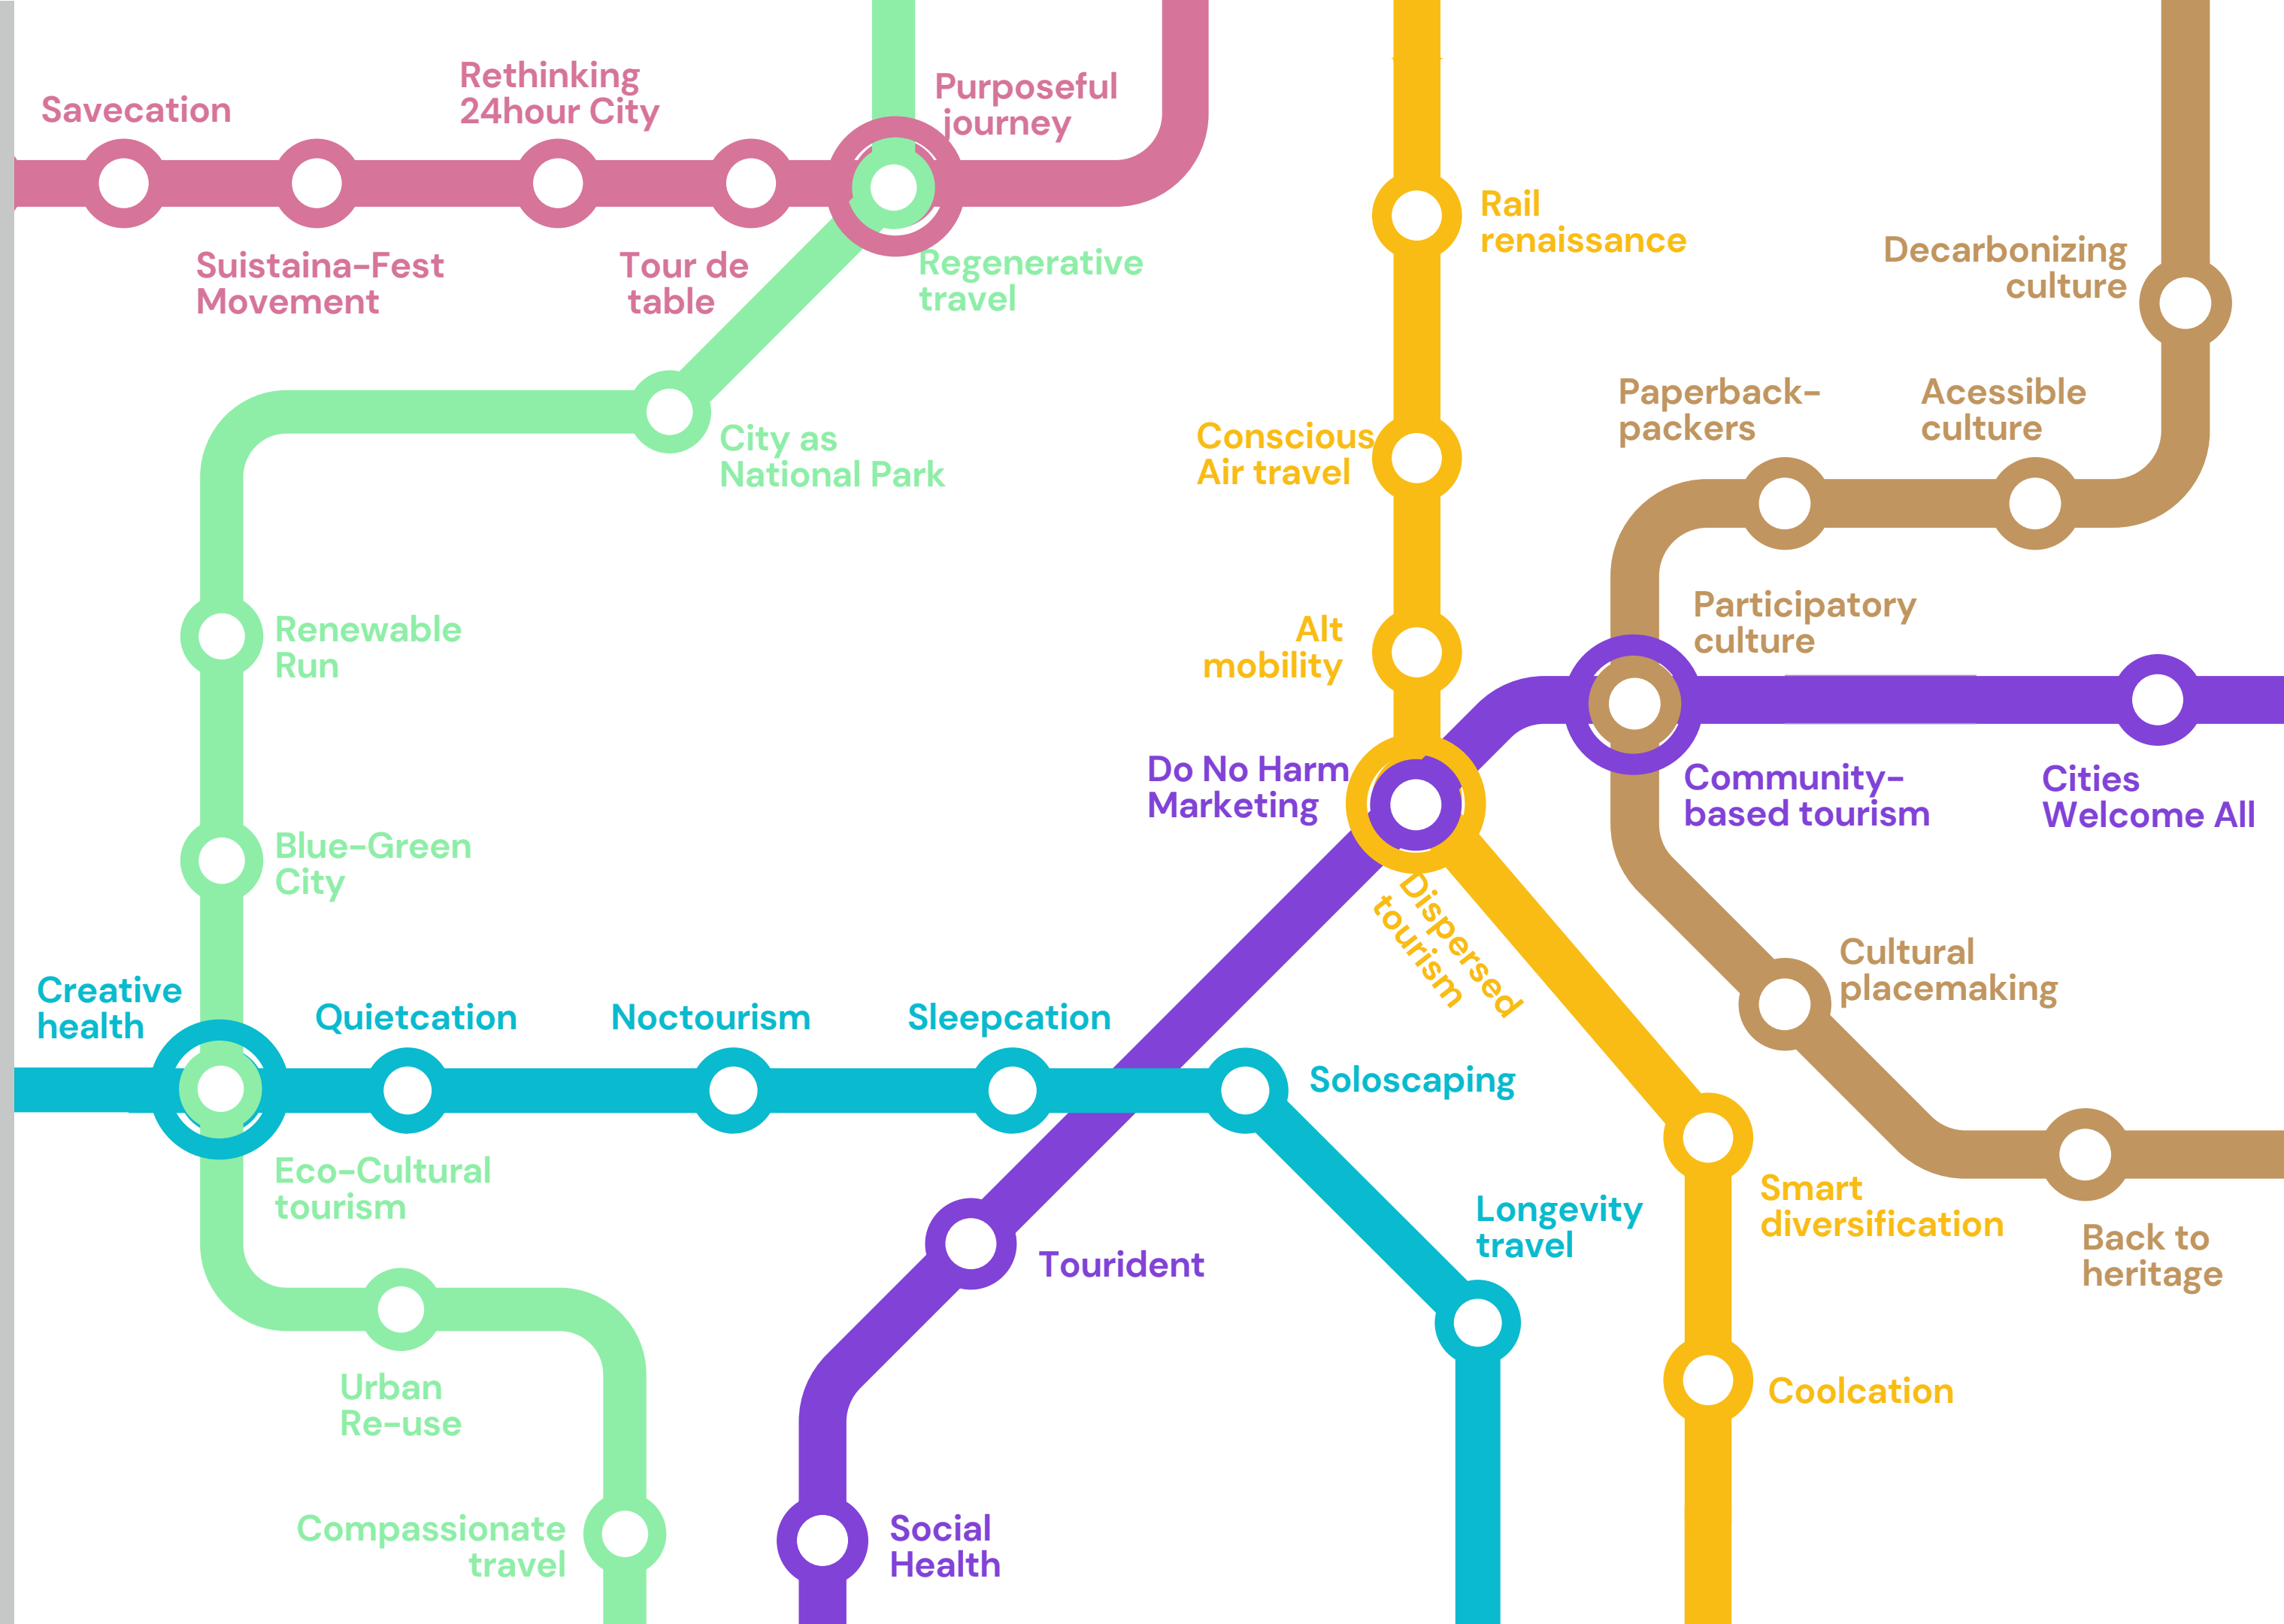 Savecation
Rethinking
24hour City
Purposeful
journey
Suistaina-Fest
Movement
Tour de
table
Regenerative
travel
Rail
renaissance
Decarbonizing
culture
City as
National Park
Conscious
Air travel
Paperback-
packers
Acessible
culture
Renewable
Run
Alt
mobility
Participatory
culture
Do No Harm
Marketing
Community-
based tourism
Cities
Welcome All
Blue-Green
City
Dispersed
tourism
Cultural
placemaking
Creative
health
Quietcation
Noctourism
Sleepcation
Soloscaping
Eco-Cultural
tourism
Tourident
Longevity
travel
Smart
diversification
Back to
heritage
Urban
Re-use
Coolcation
Compassionate
travel
Social
Health